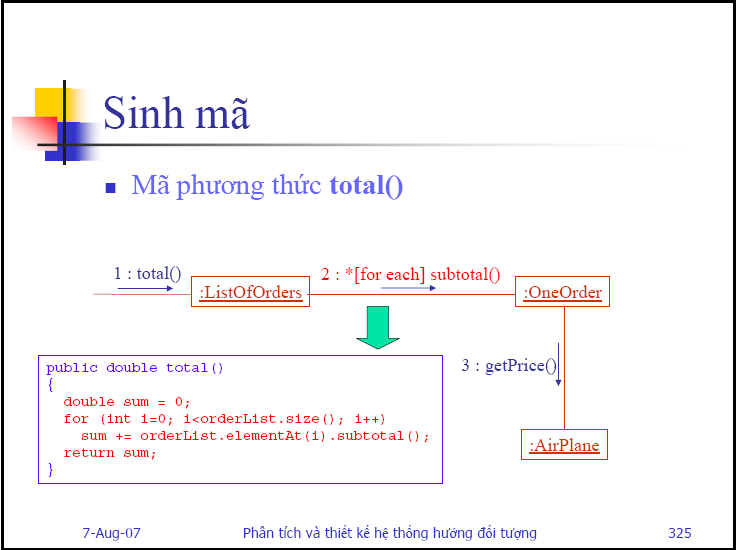 Sinh mã
Mã phương thức total()
1 : total()
2 : *[for each] subtotal()
:ListOfOrders
:OneOrder
public double total()
{
double sum = 0;
for (int i=0; i<orderList.size(); i++)
sum += orderList.elementAt(i).subtotal();
return sum;
}
3 : getPrice()
:AirPlane
7-Aug-07
Phân tích và thiết kế hệ thống hướng đối tượng
325